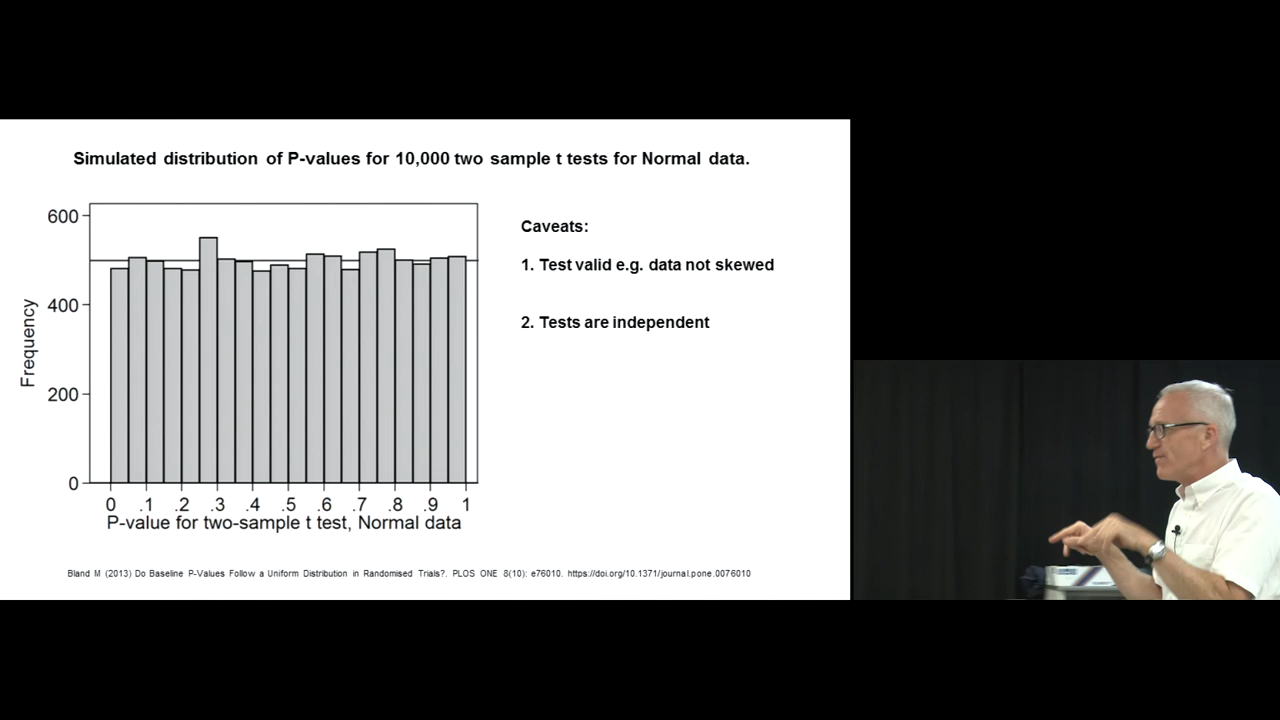 Simulated distribution of P-values for 10,000 two sample t tests for Normal data.
600
400
200
0
Frequency
0 .1 .2 .3 .4 .5 .6 .7 .8 .9 1
P-value for two-sample t test, Normal data
Caveats:
1. Test valid e.g. data not skewed
2. Tests are independent
Bland M (2013) Do Baseline P-Values Follow a Uniform Distribution in Randomised Trials?. PLOS ONE 8(10): e76010. https://doi.org/10.1371/journal.pone.0076010